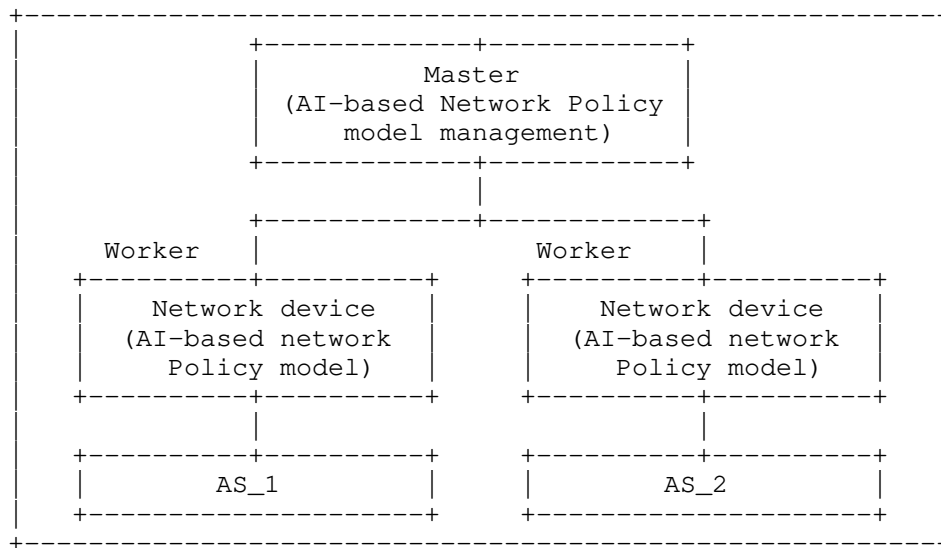 Master
(AI-based Network Policy
model management)
Worker Worker
Network device Network device
(AI-based network (AI-based network
Policy model) Policy model)
AS_1 AS_2